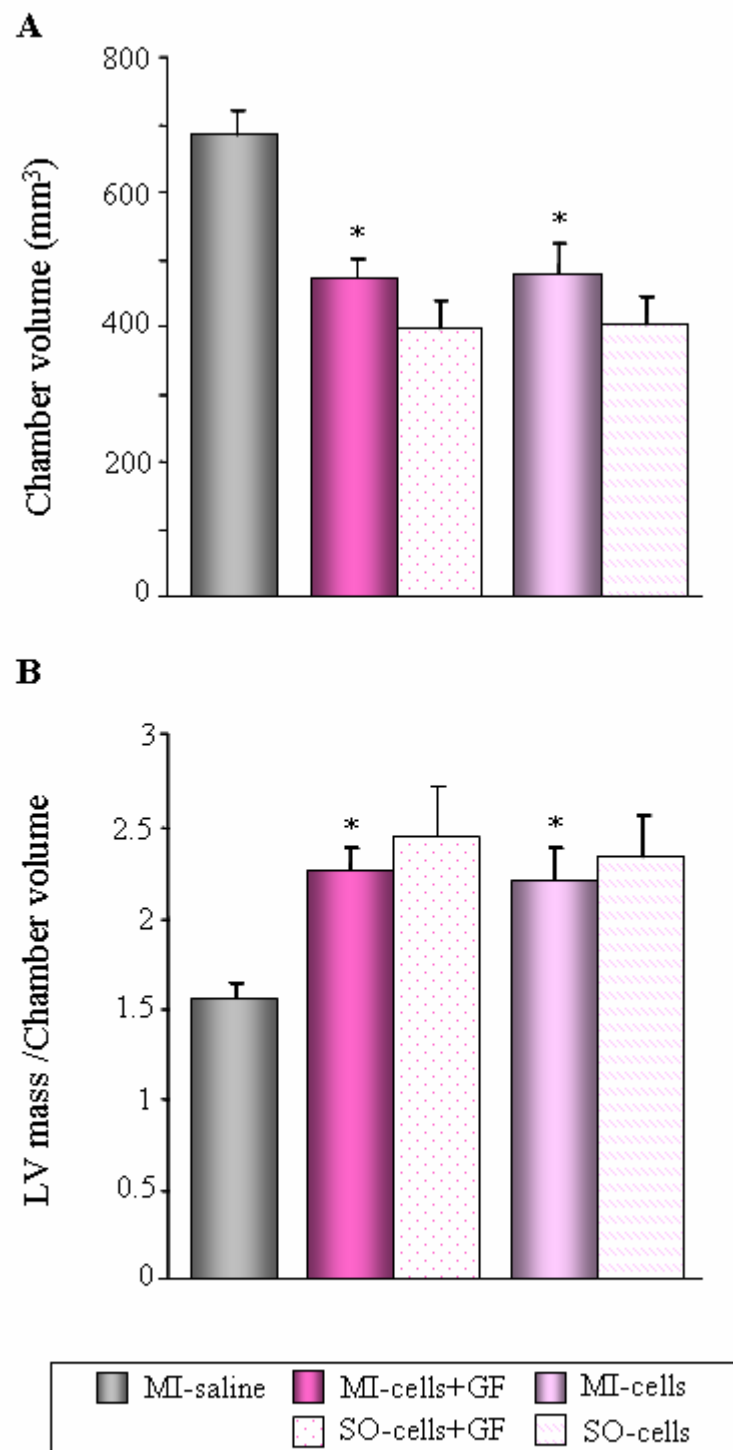 A
800
600
400
200
0
Chamber volume (mm³)
* *
B
3
2.5
2
1.5
1
0.5
0
LV mass /Chamber volume
* *
MI-saline MI-cells+GF MI-cells
SO-cells+GF SO-cells